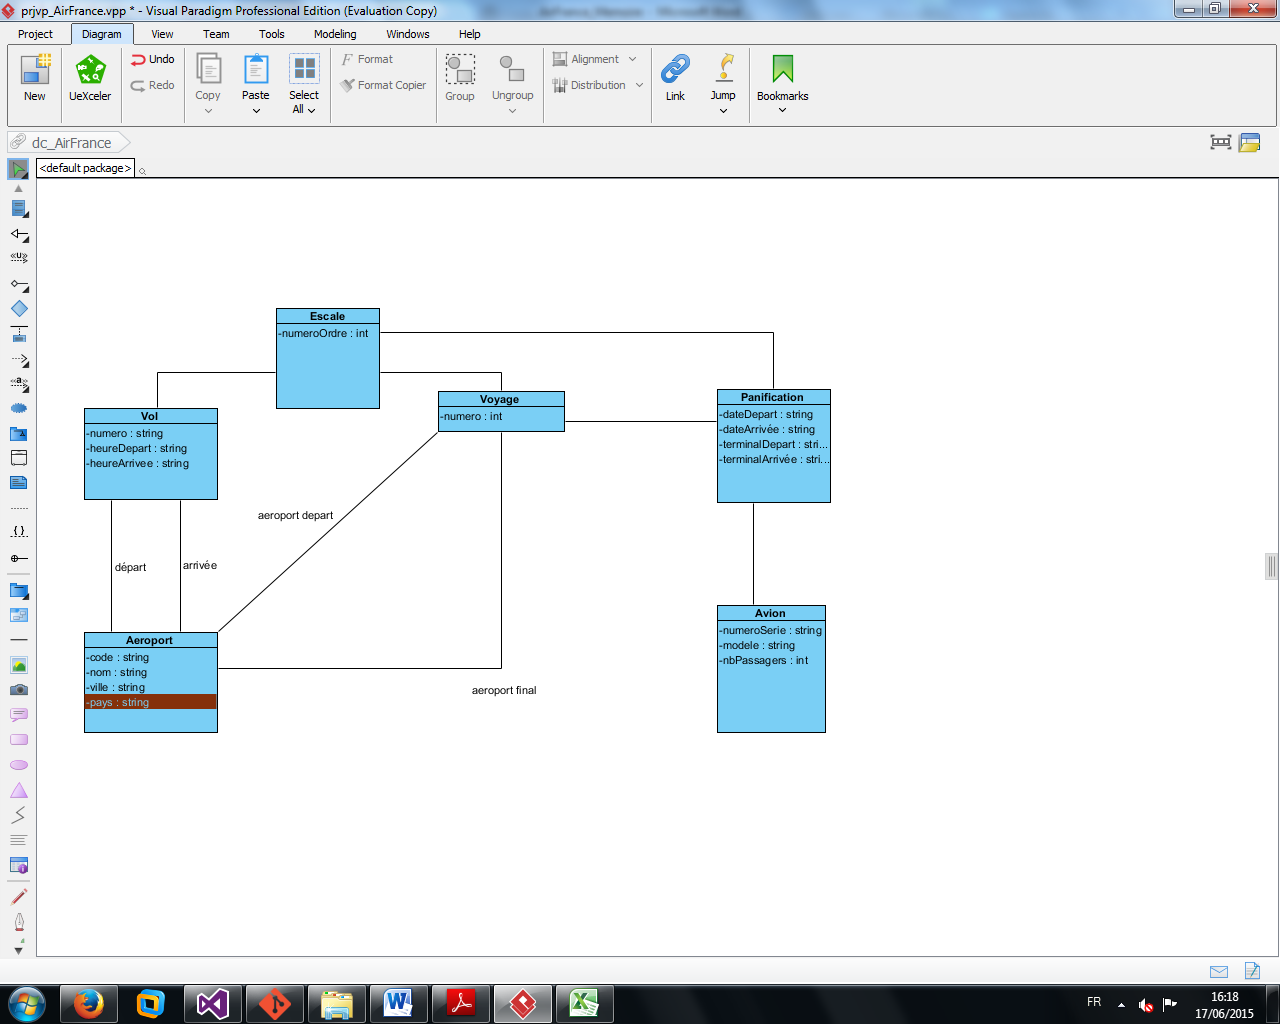 prjvp_AirFrance.vpp * - Visual Paradigm Professional Edition (Evaluation Copy)
Project Diagram View Team Tools Modeling Windows Help
New
UeXceler
Undo
Redo
Copy
Paste
Select
All
Format
Format Copier
Group
Ungroup
Alignment
Distribution
Link
Jump
Bookmarks
dc_AirFrance
<default package>
Escale
-numeroOrdre : int
Vol
-numero : string
-heureDepart : string
-heureArrivee : string
Voyage
-numero : int
Panification
-dateDepart : string
-dateArrivée : string
-terminalDepart : stri...
-terminalArrivée : stri...
aeroport depart
départ
arrivée
Aeroport
-code : string
-nom : string
-ville : string
-pays : string
aeroport final
Avion
-numeroSerie : string
-modele : string
-nbPassagers : int
FR
16:18
17/06/2015